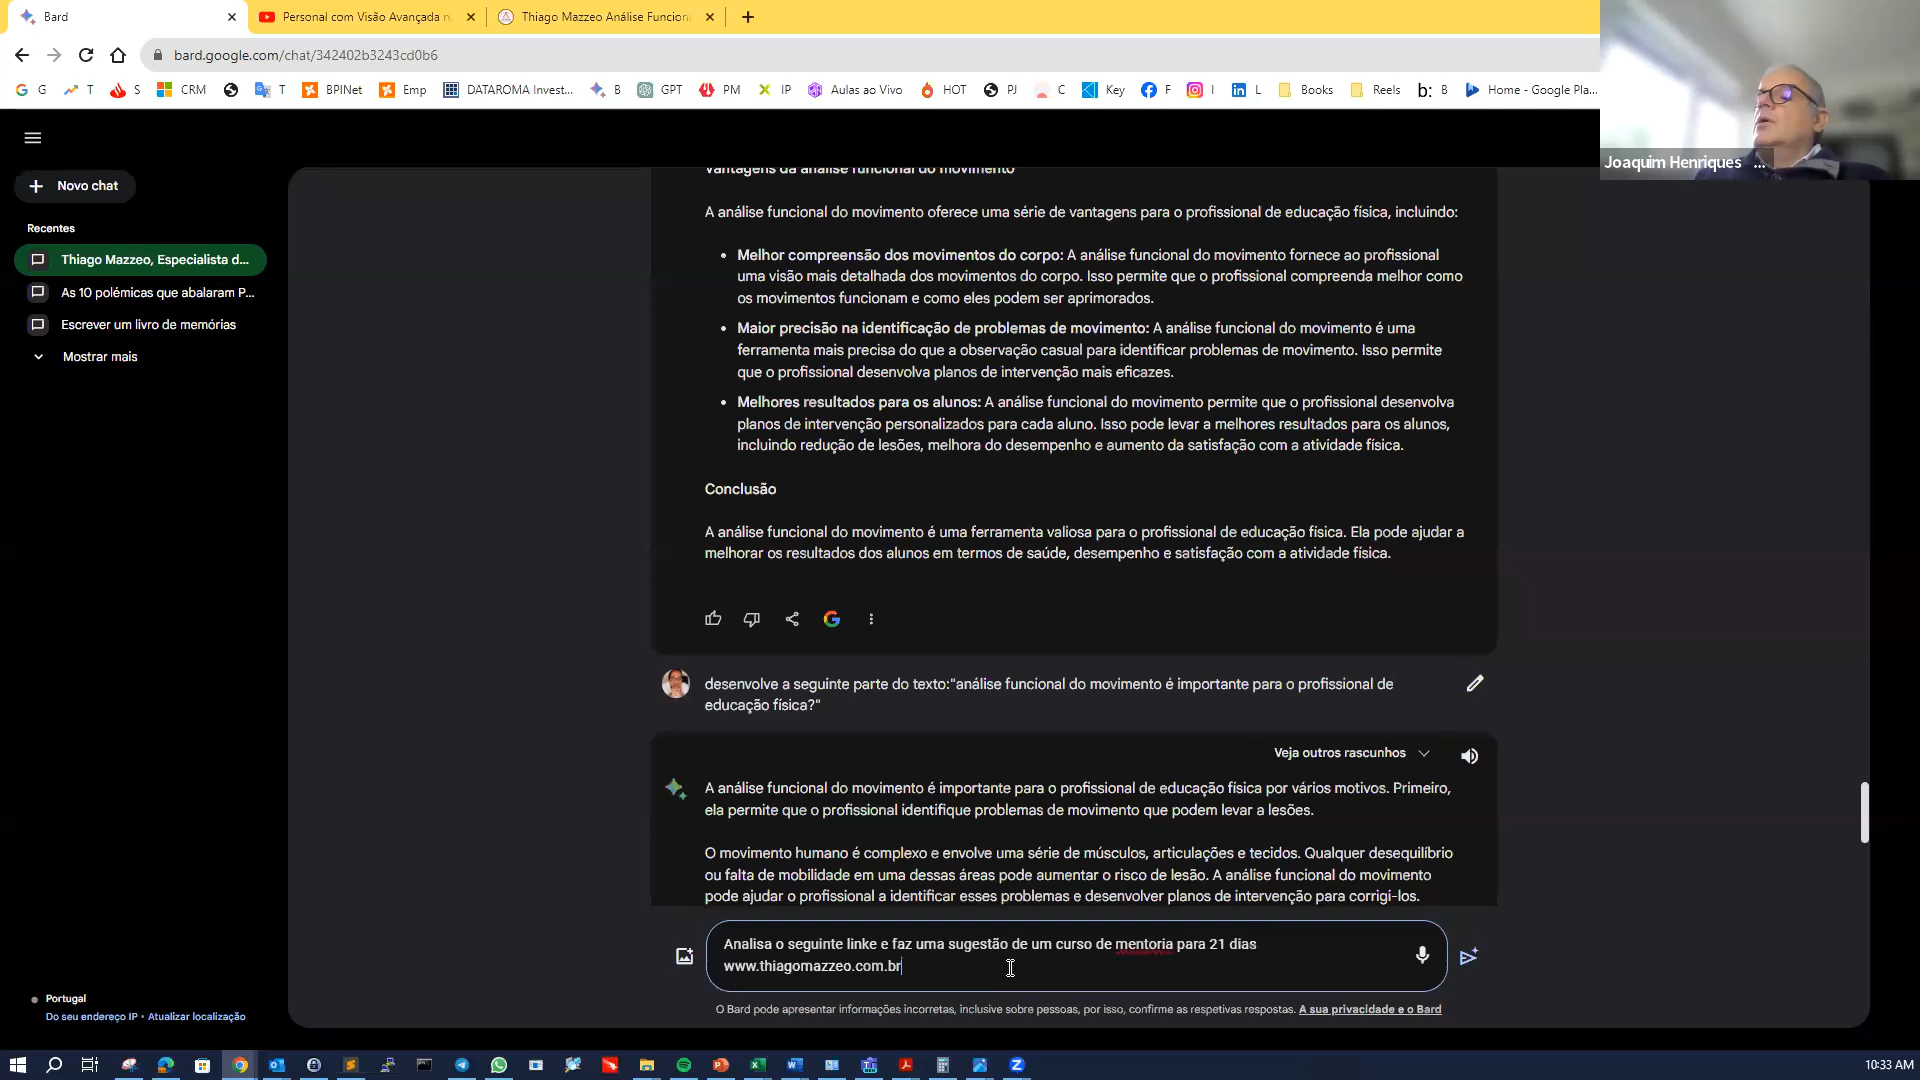 Bard
Personal com Visão Avançada n
Thiago Mazzeo Análise Funcion
bard.google.com/chat/342402b3243cd0b6
G
T
S
CRM
T
BPINet
Emp
DATAROMA Invest...
B
GPT
PM
IP
Aulas ao Vivo
HOT
PJ
C
Key
F
I
L
Books
Reels
b:
B
Home - Google Pla...
Joaquim Henriques ...
Novo chat
Recentes
Thiago Mazzeo, Especialista d...
As 10 polémicas que abalaram P...
Escrever um livro de memórias
Mostrar mais
Vantagens da análise funcional do movimento
A análise funcional do movimento oferece uma série de vantagens para o profissional de educação física, incluindo:
• Melhor compreensão dos movimentos do corpo: A análise funcional do movimento fornece ao profissional
uma visão mais detalhada dos movimentos do corpo. Isso permite que o profissional compreenda melhor como
os movimentos funcionam e como eles podem ser aprimorados.
• Maior precisão na identificação de problemas de movimento: A análise funcional do movimento é uma
ferramenta mais precisa do que a observação casual para identificar problemas de movimento. Isso permite
que o profissional desenvolva planos de intervenção mais eficazes.
• Melhores resultados para os alunos: A análise funcional do movimento permite que o profissional desenvolva
planos de intervenção personalizados para cada aluno. Isso pode levar a melhores resultados para os alunos,
incluindo redução de lesões, melhora do desempenho e aumento da satisfação com a atividade física.
Conclusão
A análise funcional do movimento é uma ferramenta valiosa para o profissional de educação física. Ela pode ajudar a
melhorar os resultados dos alunos em termos de saúde, desempenho e satisfação com a atividade física.
desenvolve a seguinte parte do texto:"análise funcional do movimento é importante para o profissional de
educação física?"
Veja outros rascunhos
A análise funcional do movimento é importante para o profissional de educação física por vários motivos. Primeiro,
ela permite que o profissional identifique problemas de movimento que podem levar a lesões.
O movimento humano é complexo e envolve uma série de músculos, articulações e tecidos. Qualquer desequilíbrio
ou falta de mobilidade em uma dessas áreas pode aumentar o risco de lesão. A análise funcional do movimento
pode ajudar o profissional a identificar esses problemas e desenvolver planos de intervenção para corrigi-los.
Analisa o seguinte linke e faz uma sugestão de um curso de mentoria para 21 dias
www.thiagomazzeo.com.br
O Bard pode apresentar informações incorretas, inclusive sobre pessoas, por isso, confirme as respetivas respostas. A sua privacidade e o Bard
Portugal
Do seu endereço IP • Atualizar localização
10:33 AM